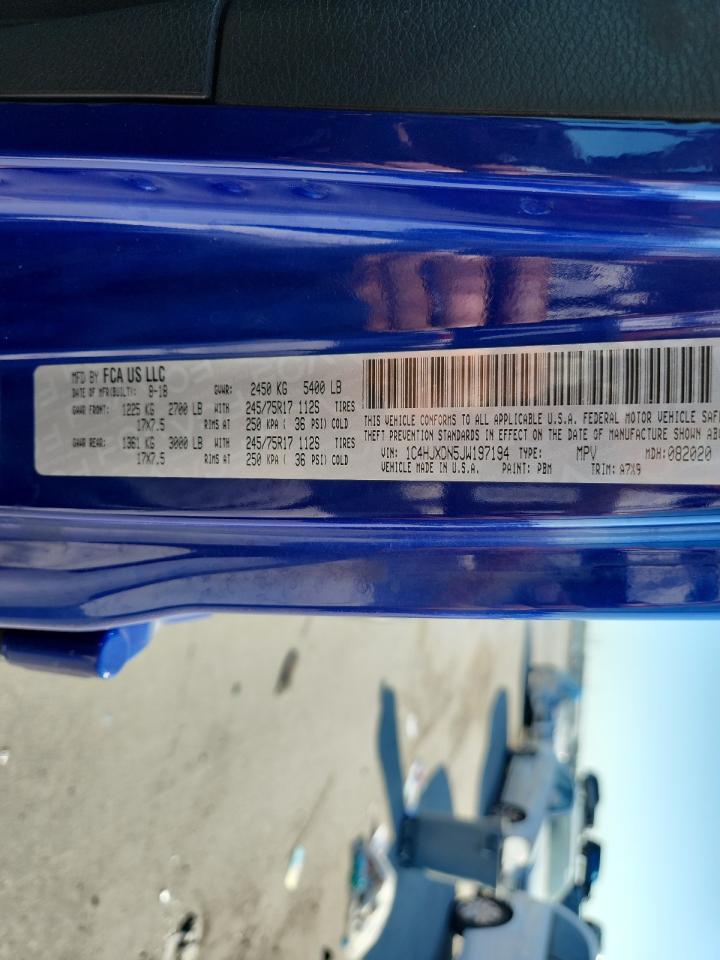 MFD BY FCA US LLC
DATE OF MFR(BUILT): 8-18 GVWR: 2450 KG 5400 LB
GAWR FRONT: 1225 KG 2700 LB WITH 245/75R17 112S TIRES
17X7.5 RIMS AT 250 KPA ( 36 PSI) COLD
GAWR REAR: 1361 KG 3000 LB WITH 245/75R17 112S TIRES
17X7.5 RIMS AT 250 KPA ( 36 PSI) COLD
THIS VEHICLE CONFORMS TO ALL APPLICABLE U.S.A. FEDERAL MOTOR VEHICLE
THEFT PREVENTION STANDARDS IN EFFECT ON THE DATE OF MANUFACTURE SHOWN
VIN: 1C4HJXDN5JW197194 TYPE: MPV MDH: 082020
VEHICLE MADE IN U.S.A. PAINT: PBM TRIM: A7X9